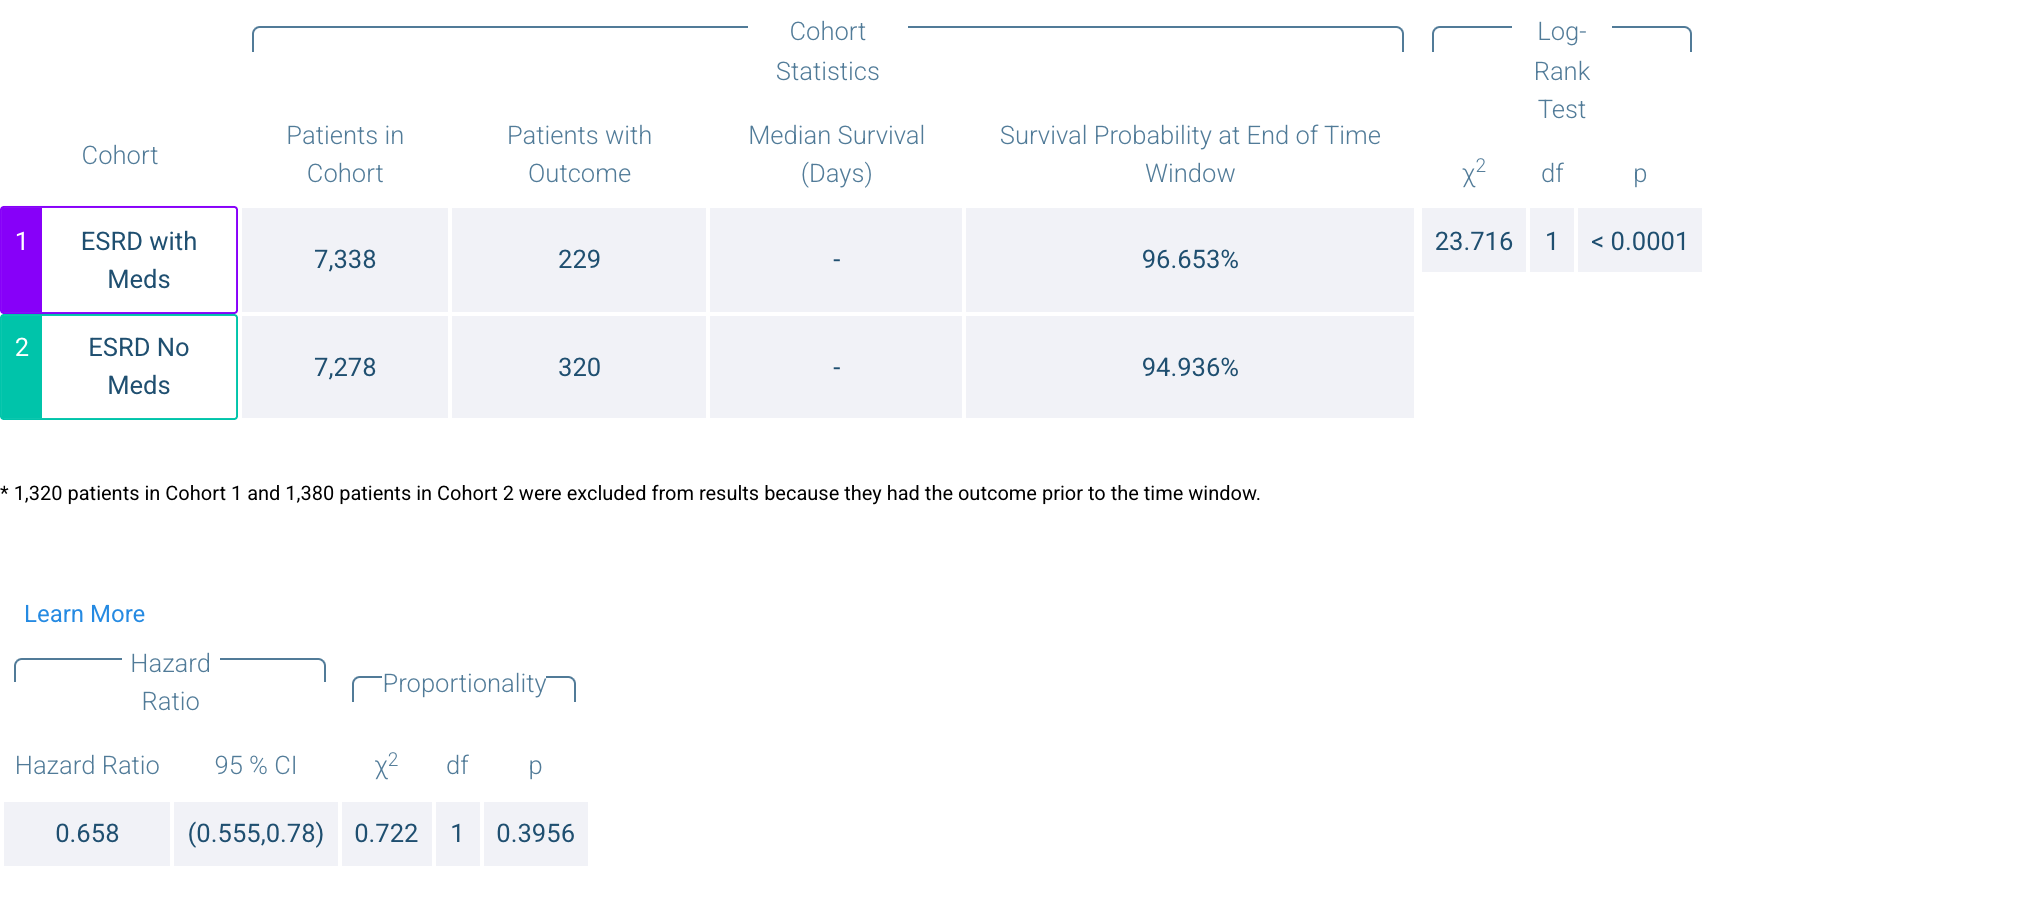 Cohort
Statistics
Log-
Rank
Test
Cohort
Patients in
Cohort
Patients with
Outcome
Median Survival
(Days)
Survival Probability at End of Time
Window
χ2 df p
1 ESRD with
Meds
7,338 229 - 96.653% 23.716 1 < 0.0001
2 ESRD No
Meds
7,278 320 - 94.936%
* 1,320 patients in Cohort 1 and 1,380 patients in Cohort 2 were excluded from results because they had the outcome prior to the time window.
Learn More
Hazard
Ratio
Proportionality
Hazard Ratio 95 % CI χ2 df p
0.658 (0.555,0.78) 0.722 1 0.3956